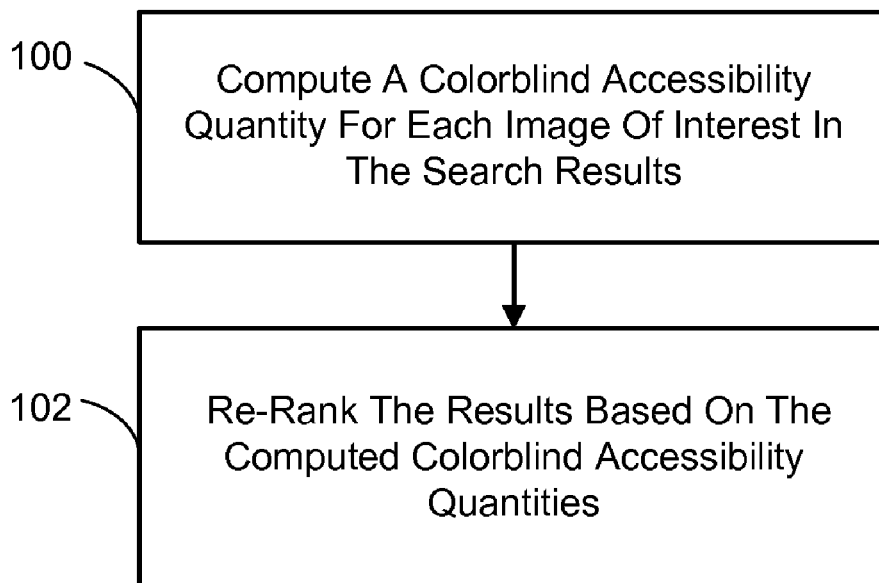 100
Compute A Colorblind Accessibility
Quantity For Each Image Of Interest In
The Search Results
102
Re-Rank The Results Based On The
Computed Colorblind Accessibility
Quantities